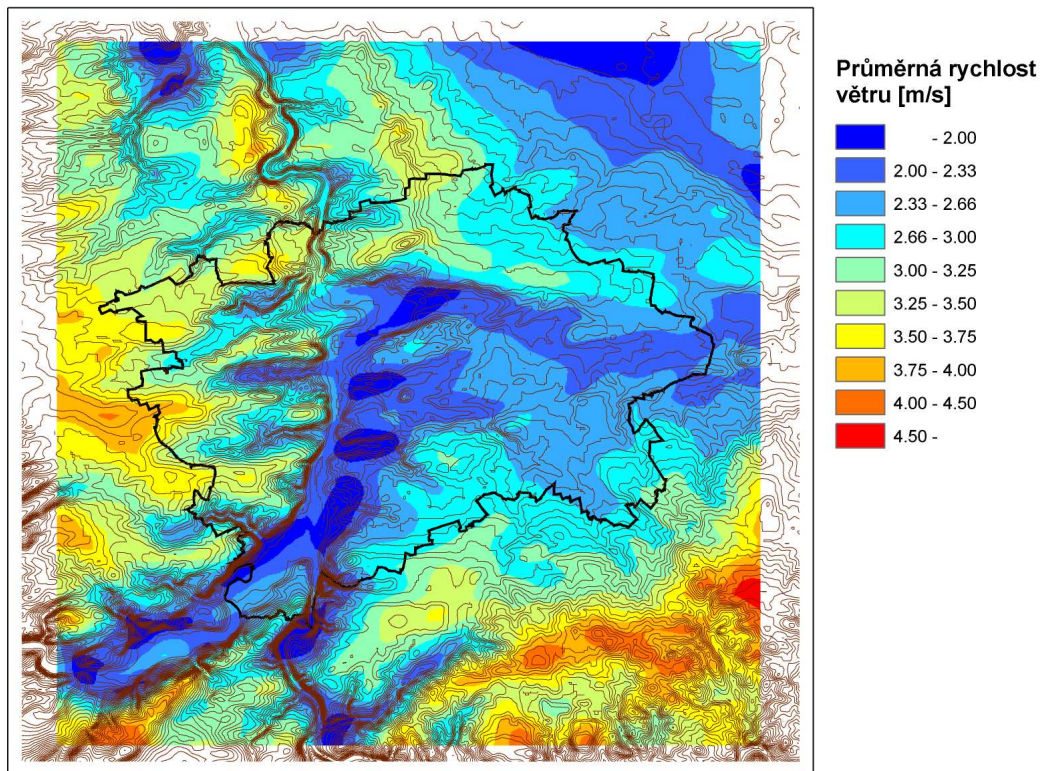 Průměrná rychlost
větru [m/s]
- 2.00
2.00 - 2.33
2.33 - 2.66
2.66 - 3.00
3.00 - 3.25
3.25 - 3.50
3.50 - 3.75
3.75 - 4.00
4.00 - 4.50
4.50 -